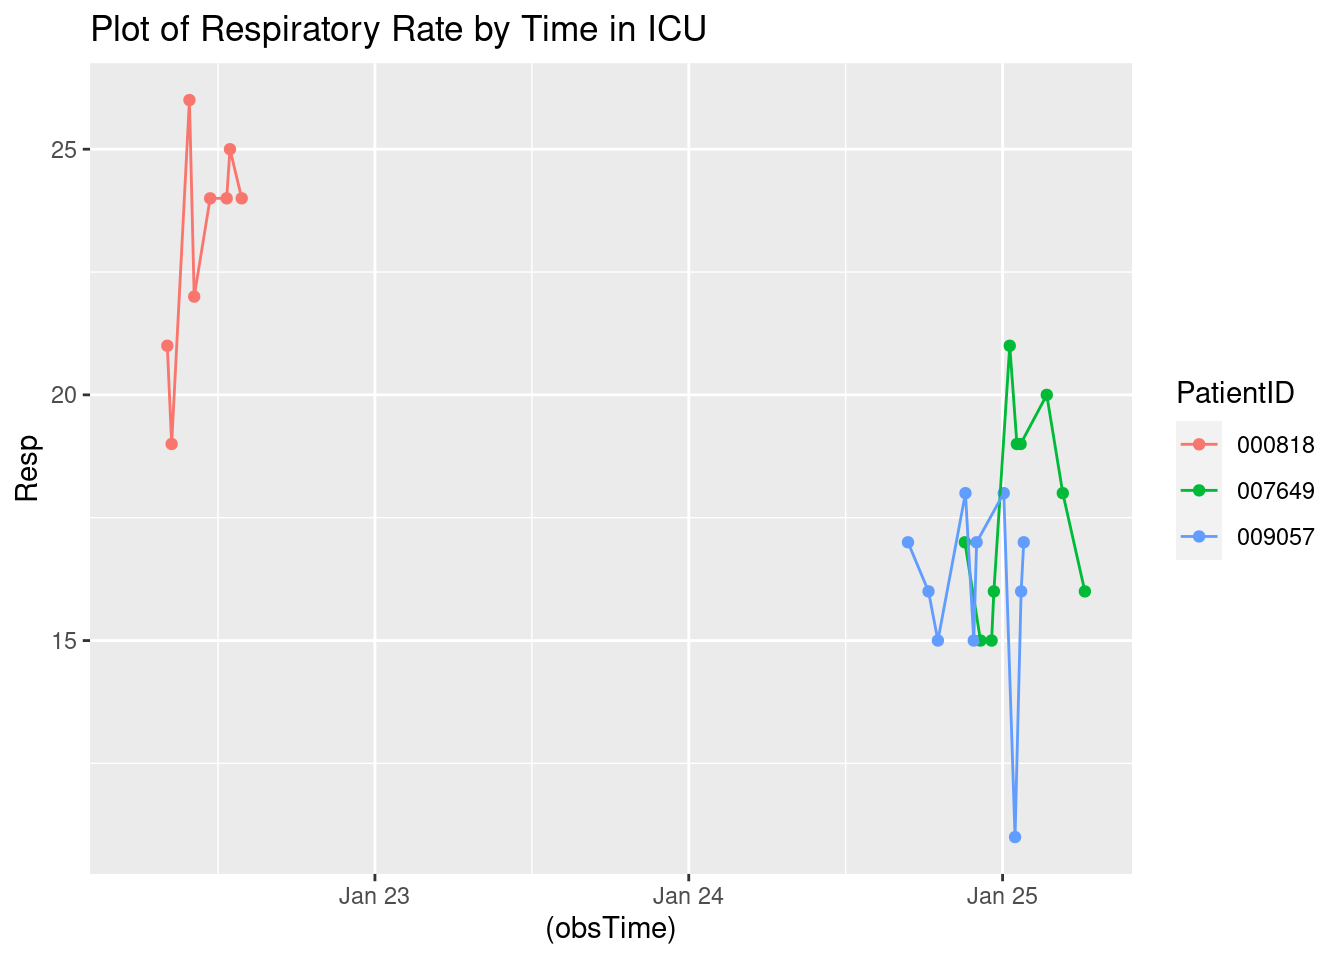 Plot of Respiratory Rate by Time in ICU
25
20
15
Resp
Jan 23
Jan 24
Jan 25
(obsTime)
PatientID
000818
007649
009057